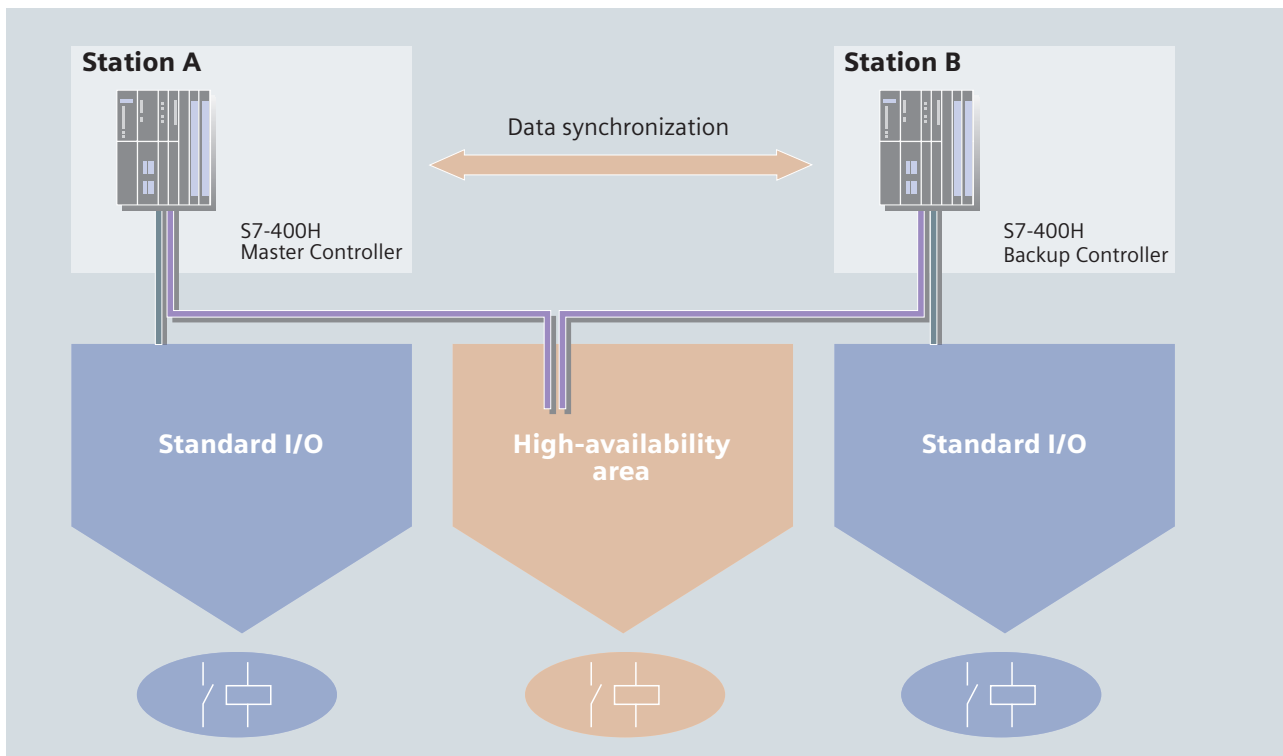 Station A
Station B
Data synchronization
S7-400H
Master Controller
S7-400H
Backup Controller
Standard I/O
High-availability
area
Standard I/O